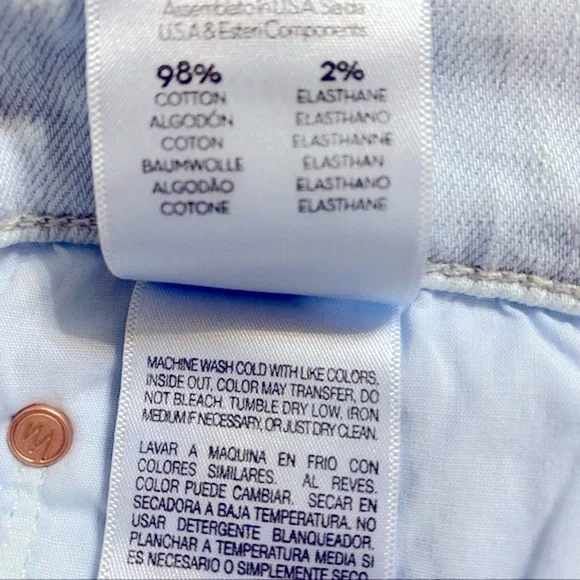 Assemblato in U.S.A. Se da
U.S.A & Esteri Components
98% 2%
COTTON ELASTHANE
ALGODÓN ELASTHANO
COTON ELASTHANNE
BAUMWOLLE ELASTHAN
ALGODÃO ELASTHANO
COTONE ELASTHANE
MACHINE WASH COLD WITH LIKE COLORS,
INSIDE OUT, COLOR MAY TRANSFER, DO
NOT BLEACH. TUMBLE DRY LOW, IRON
MEDIUM IF NECESSARY, OR JUST DRY CLEAN.
LAVAR A MAQUINA EN FRIO CON
COLORES SIMILARES. AL REVES.
COLOR PUEDE CAMBIAR. SECAR EN
SECADORA A BAJA TEMPERATURA. NO
USAR DETERGENTE BLANQUEADOR.
PLANCHAR A TEMPERATURA MEDIA SI
ES NECESARIO O SIMPLEMENTE SECO